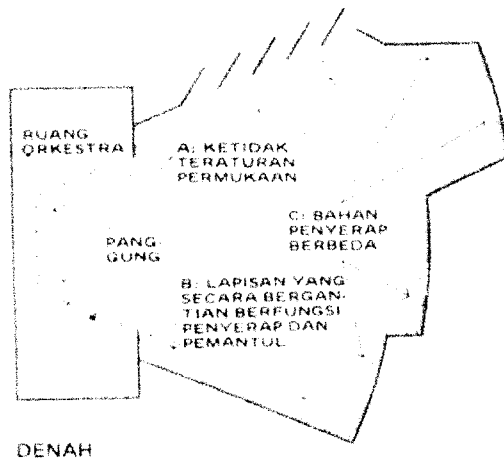 RUANG
ORKESTRA
A: KETIDAK
TERATURAN
PERMUKAAN
PANG-
GUNG
C: BAHAN
PENYERAP
BERBEDA
B: LAPISAN YANG
SECARA BERGAN-
TIAN BERFUNGSI
PENYERAP DAN
PEMANTUL
DENAH